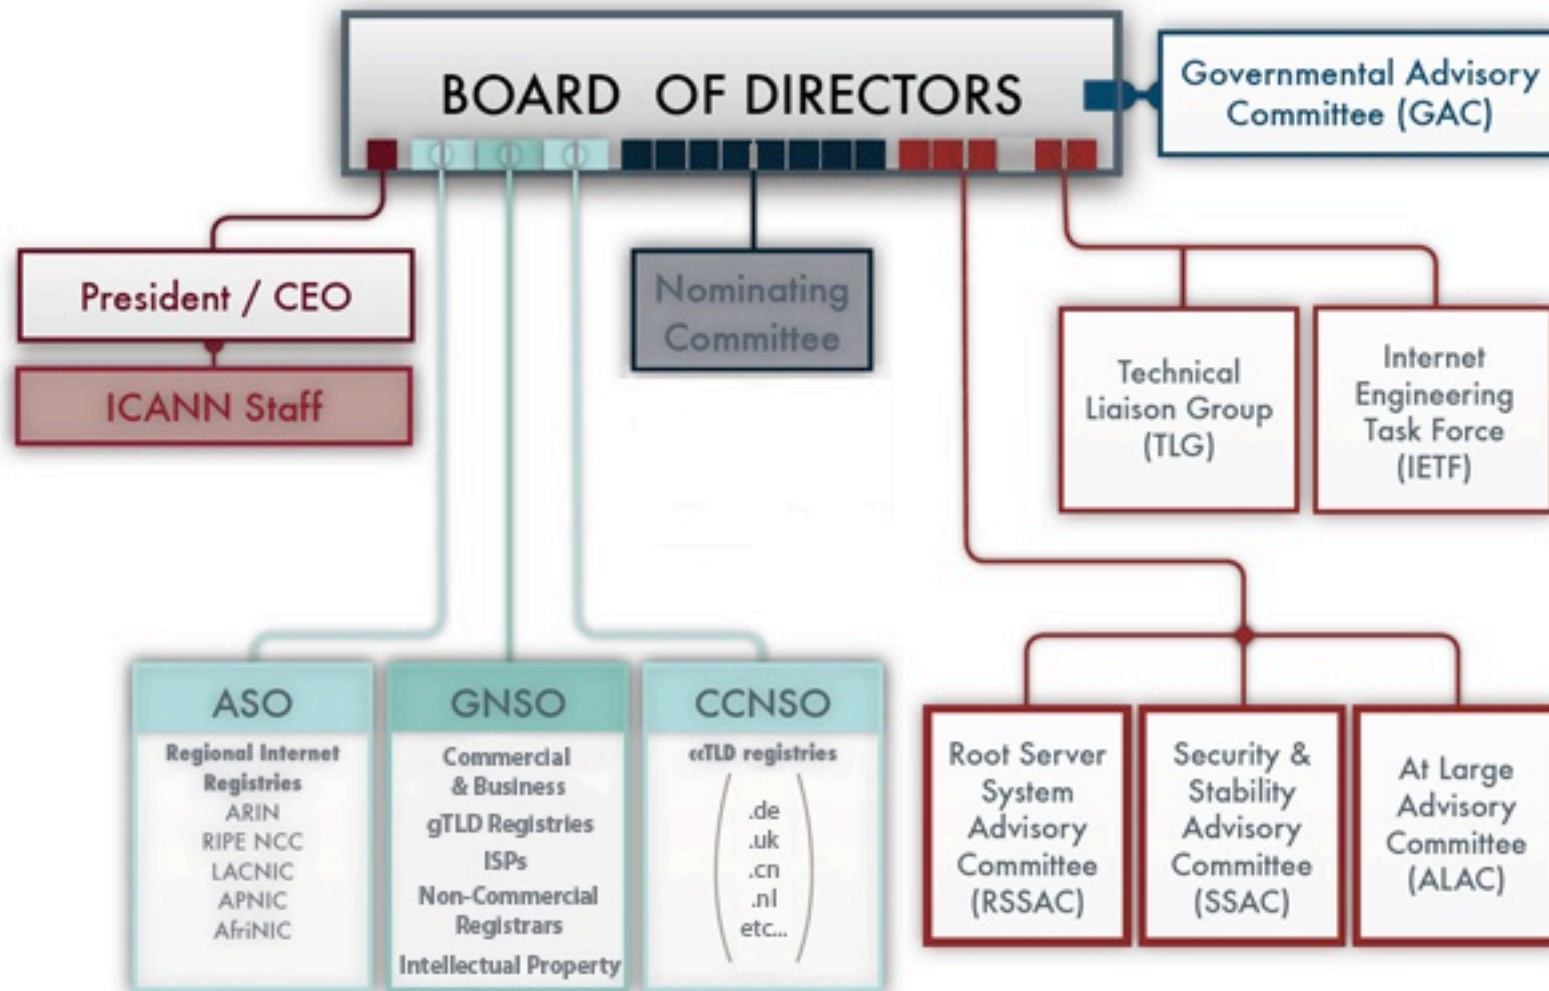 BOARD OF DIRECTORS
Governmental Advisory
Committee (GAC)
President / CEO
ICANN Staff
Nominating
Committee
Technical
Liaison Group
(TLG)
Internet
Engineering
Task Force
(IETF)
ASO
Regional Internet
Registries
ARIN
RIPE NCC
LACNIC
APNIC
AfriNIC
GNSO
Commercial
& Business
gTLD Registries
ISPs
Non-Commercial
Registrars
Intellectual Property
CCNSO
ccTLD registries
.de
.uk
.cn
.nl
etc...
Root Server
System
Advisory
Committee
(RSSAC)
Security &
Stability
Advisory
Committee
(SSAC)
At Large
Advisory
Committee
(ALAC)